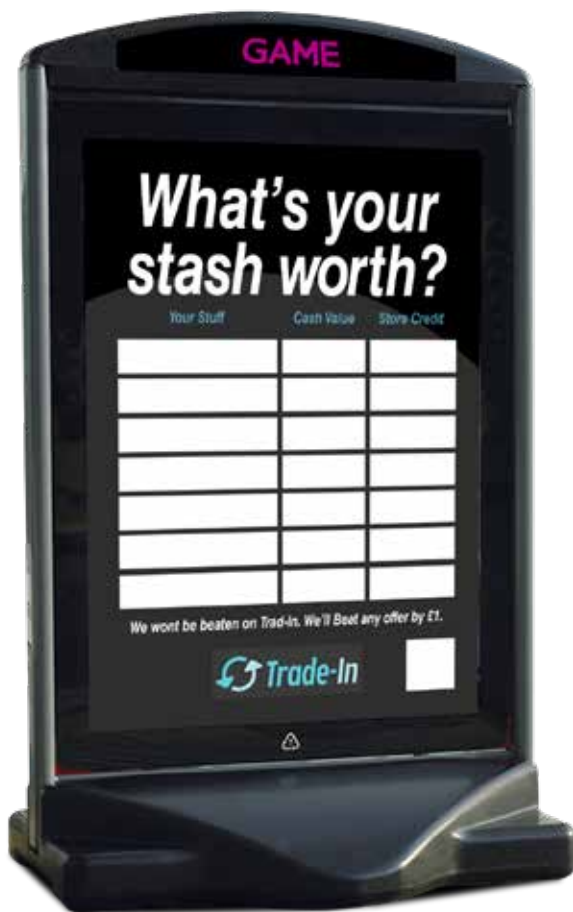 GAME
What's your
stash worth?
Your Stuff Cash Value Store Credit
We wont be beaten on Trad-In. We'll Beat any offer by £1.
Trade-In